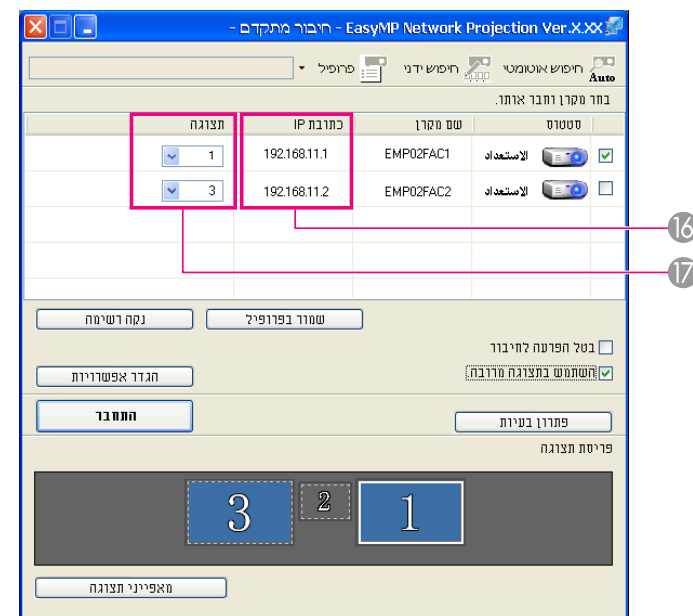 EasyMP Network Projection Ver.X.XX - חיבור מתקדם -
Auto חיפוש אוטומטי חיפוש ידני פרופיל
בחר מקרן וחבר אותו.
סטטוס שם מקרן כתובת IP תצוגה
الاستعداد EMP02FAC1 192.168.11.1 1
الاستعداد EMP02FAC2 192.168.11.2 3
16
17
שמור בפרופיל נקה רשימה
בטל הפרעה לחיבור
השתמש בתצוגה מרובה.
הגדר אפשרויות
התחבר
פתרון בעיות
פריסת תצוגה
1 2 3
מאפייני תצוגה